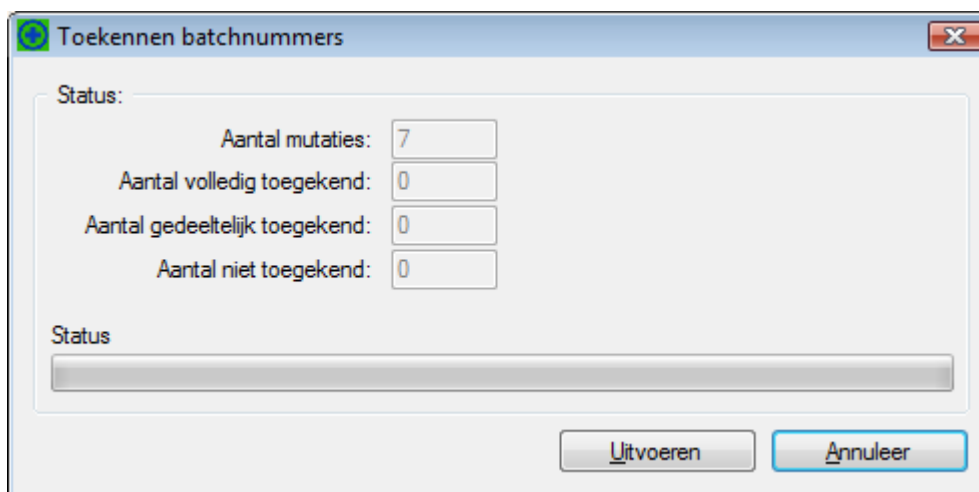 Toekennen batchnummers
Status:
Aantal mutaties: 7
Aantal volledig toegekend: 0
Aantal gedeeltelijk toegekend: 0
Aantal niet toegekend: 0
Status
Uitvoeren Annuleer